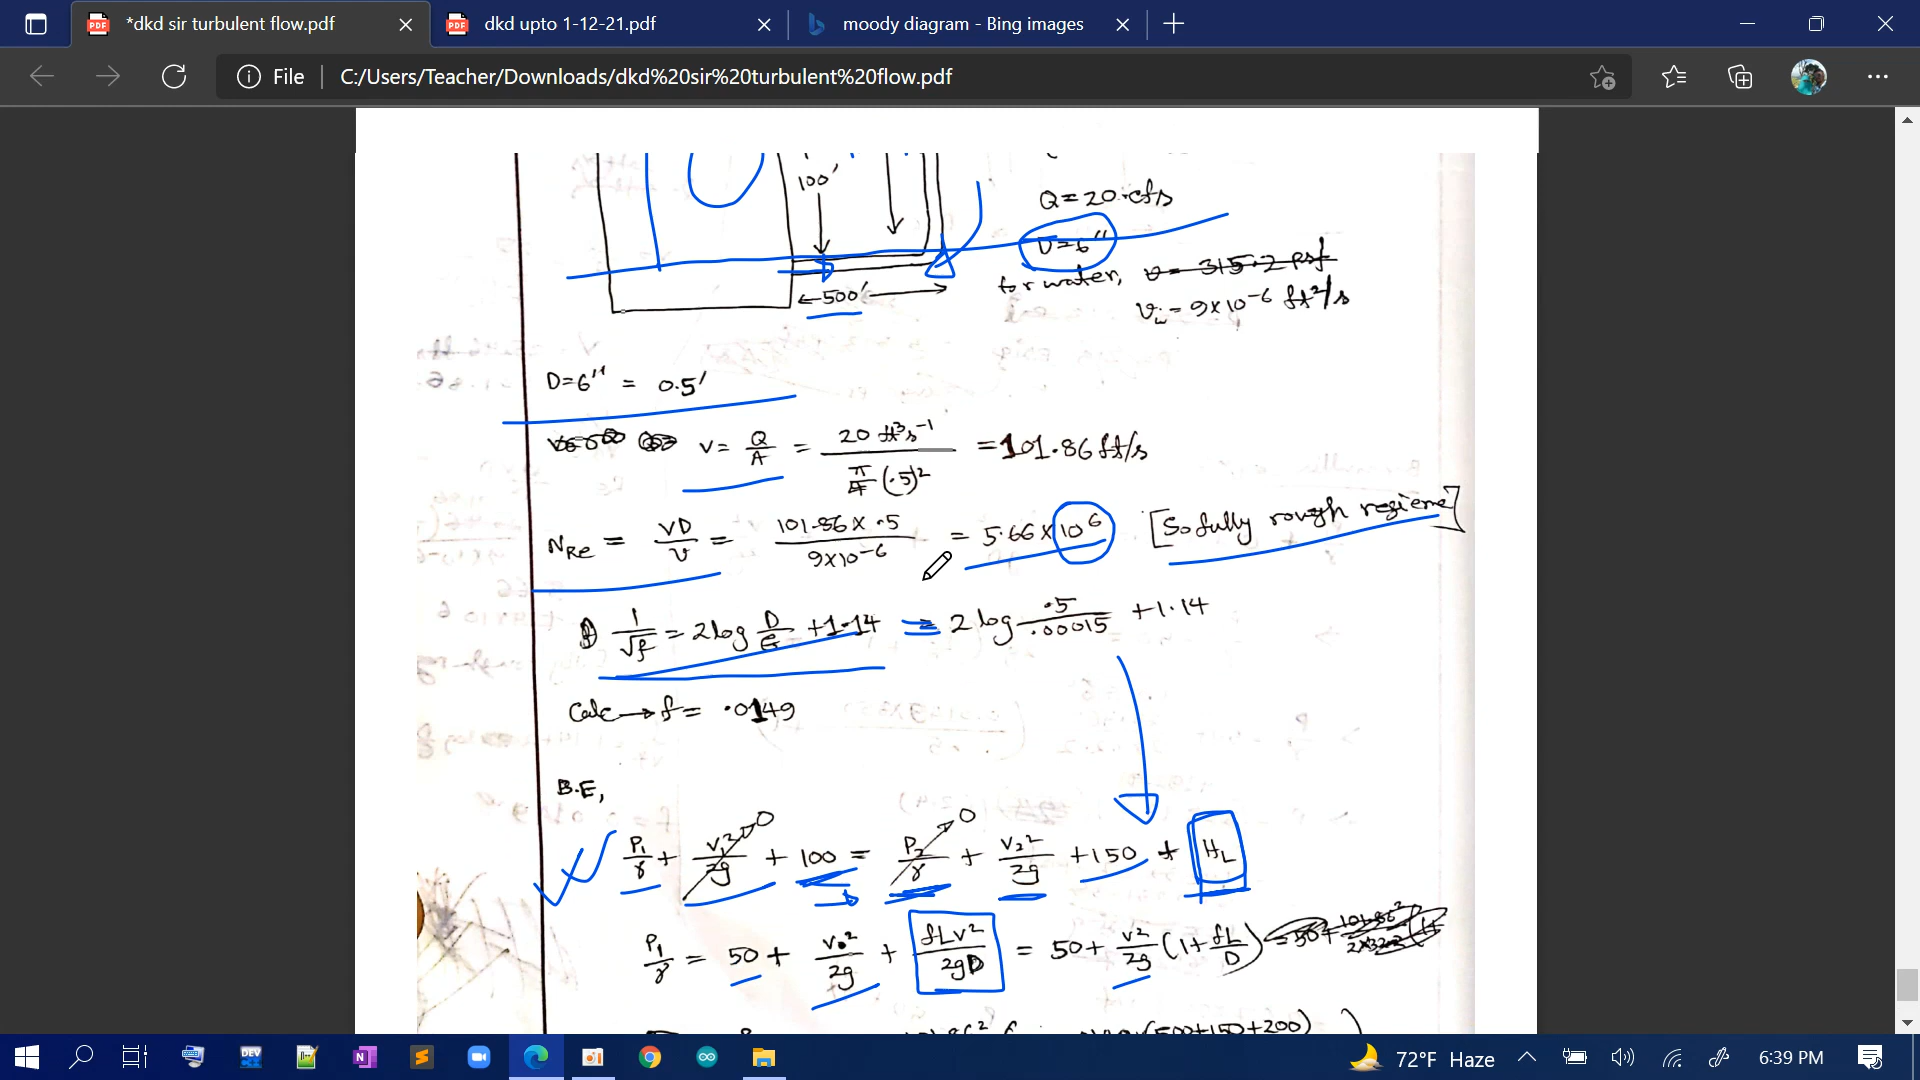 *dkd sir turbulent flow.pdf
dkd upto 1-12-21.pdf
moody diagram - Bing images
File
C:/Users/Teacher/Downloads/dkd%20sir%20turbulent%20flow.pdf
100'
Q = 20 cfs
D = 6"
for water,
ν = 9×10⁻⁶ ft²/s
←500'→
D=6" = 0.5'
V = Q/A = 20 ft³s⁻¹ / π/4 (.5)² = 101.86 ft/s
N_Re = VD/ν = 101.86 × .5 / 9×10⁻⁶ = 5.66×10⁶ [So fully rough regieme]
1/√f = 2 log D/ε + 1.14 = 2 log .5/.00015 + 1.14
Calc → f = .0149
B.E,
P₁/γ + V₁²/2g + 100 = P₂/γ + V₂²/2g + 150 + H_L
P₁/γ = 50 + V²/2g + fLV²/2gD = 50 + V²/2g (1 + fL/D)
(500+150+200)
72°F Haze
6:39 PM